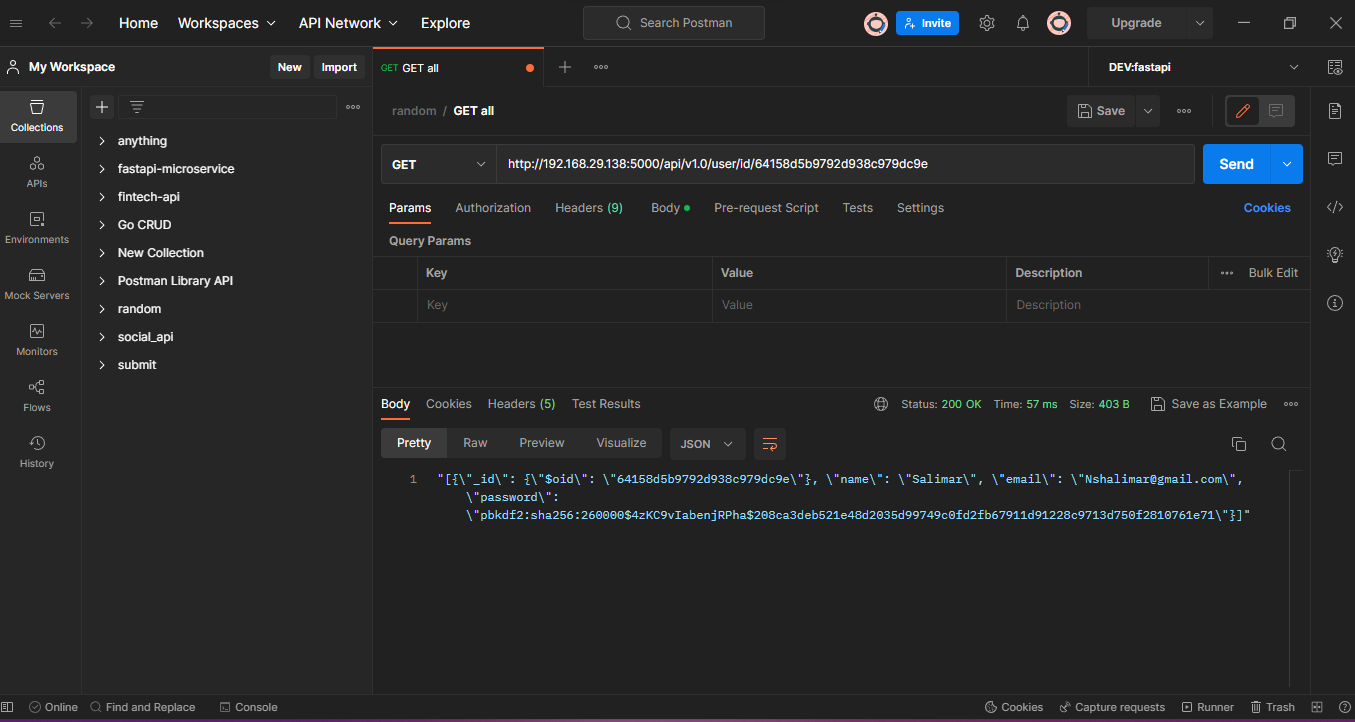 Home Workspaces API Network Explore Search Postman Invite Upgrade
My Workspace New Import GET GET all DEV:fastapi
Collections
APIs
Environments
Mock Servers
Monitors
Flows
History
anything
fastapi-microservice
fintech-api
Go CRUD
New Collection
Postman Library API
random
social_api
submit
random / GET all Save
GET http://192.168.29.138:5000/api/v1.0/user/id/64158d5b9792d938c979dc9e Send
Params Authorization Headers (9) Body Pre-request Script Tests Settings Cookies
Query Params
Key Value Description Bulk Edit
Key Value Description
Body Cookies Headers (5) Test Results Status: 200 OK Time: 57 ms Size: 403 B Save as Example
Pretty Raw Preview Visualize JSON
1 "[{\"_id\": {\"$oid\": \"64158d5b9792d938c979dc9e\"}, \"name\": \"Salimar\", \"email\": \"Nshalimar@gmail.com\",
\"password\":
\"pbkdf2:sha256:260000$4zKC9vIabenjRPha$208ca3deb521e48d2035d99749c0fd2fb67911d91228c9713d750f2810761e71\"}]"
Online Find and Replace Console Cookies Capture requests Runner Trash